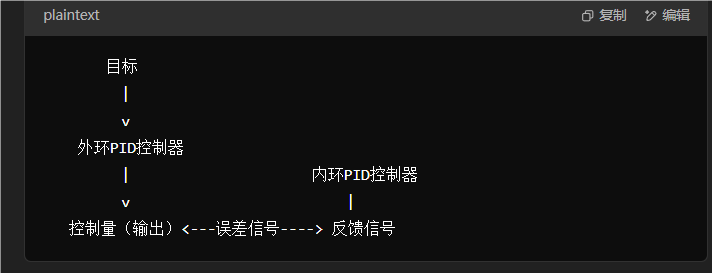 plaintext 复制 编辑
目标
|
v
外环PID控制器
| 内环PID控制器
v |
控制量（输出）<---误差信号----> 反馈信号